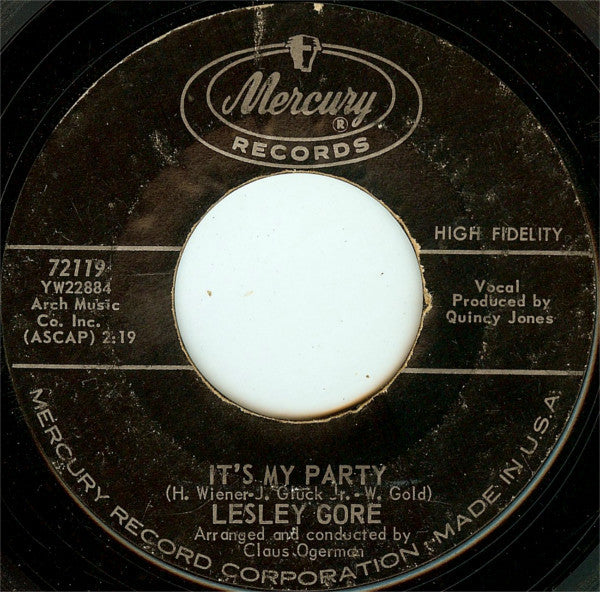 Mercury
®
RECORDS
HIGH FIDELITY
72119
YW22884
Arch Music
Co. Inc.
(ASCAP) 2:19
Vocal
Produced by
Quincy Jones
IT'S MY PARTY
(H. Wiener-J. Gluck Jr.-W. Gold)
LESLEY GORE
Arranged and conducted by
Claus Ogerman
MERCURY RECORD CORPORATION·MADE IN U.S.A.